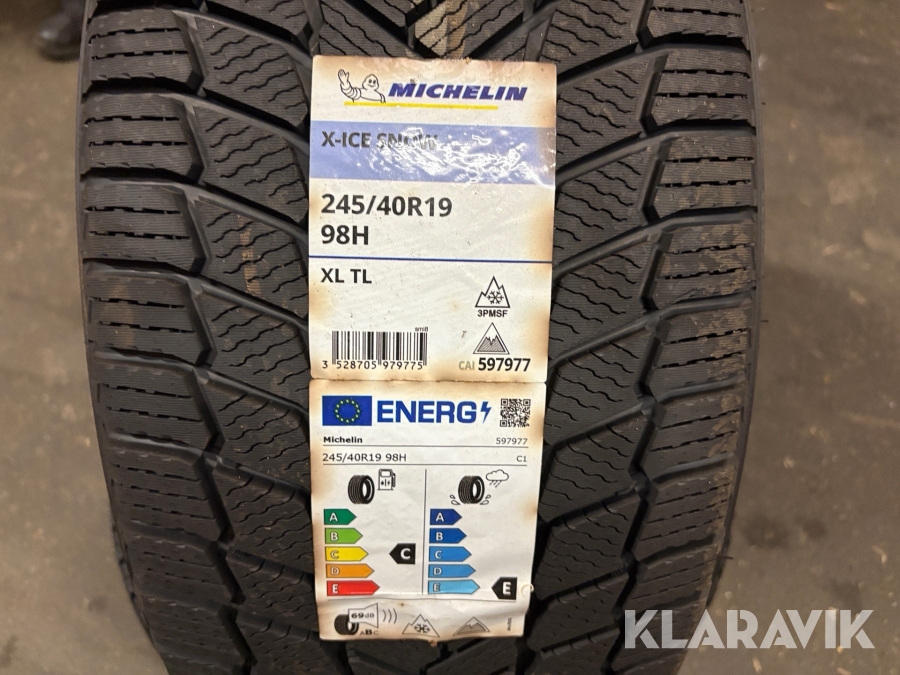 MICHELIN
X-ICE SNOW
245/40R19
98H
XL TL
3PMSF
3 528705 979775
CAI 597977
ENERG
Michelin 597977
245/40R19 98H C1
A A
B B
C C C
D D
E E E
69dB
ABC
KLARAVIK